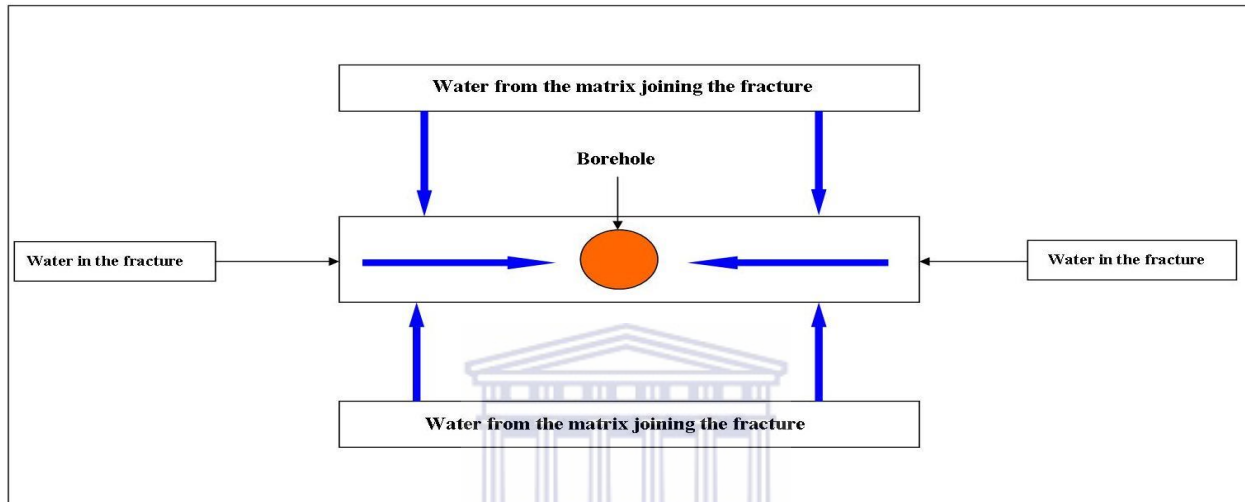 Water from the matrix joining the fracture
Borehole
Water in the fracture
Water in the fracture
Water from the matrix joining the fracture